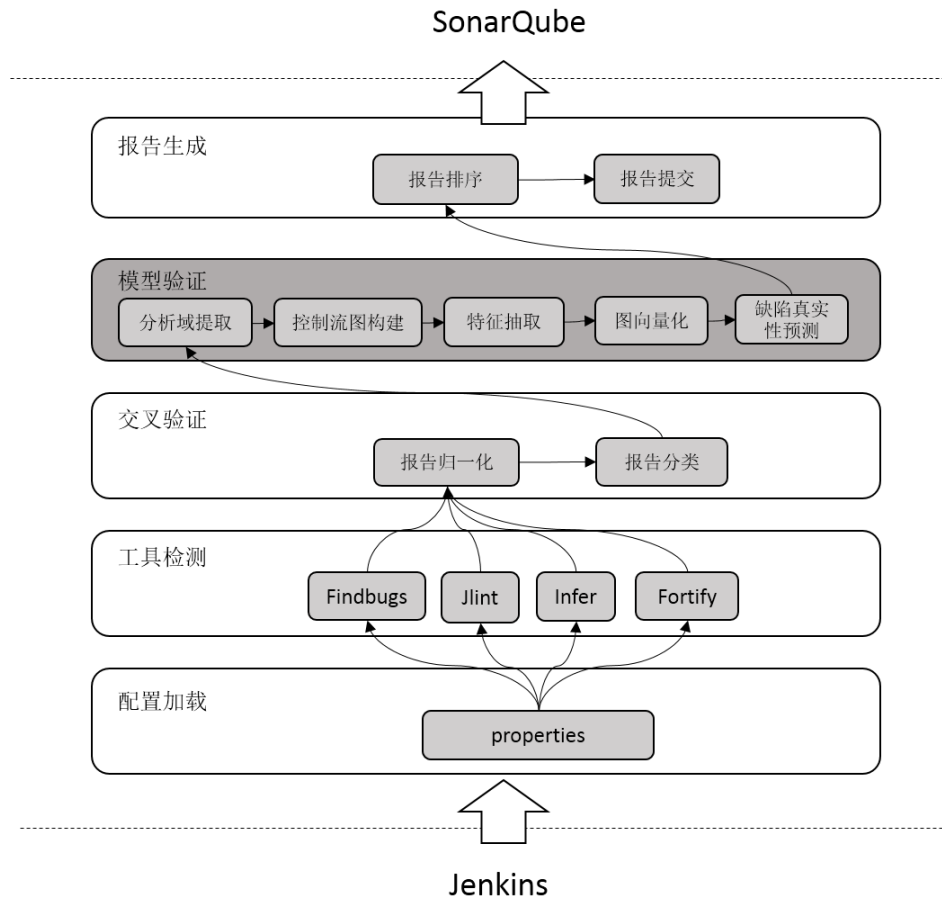 SonarQube
报告生成
报告排序
报告提交
模型验证
分析域提取
控制流图构建
特征抽取
图向量化
缺陷真实
性预测
交叉验证
报告归一化
报告分类
工具检测
Findbugs
Jlint
Infer
Fortify
配置加载
properties
Jenkins